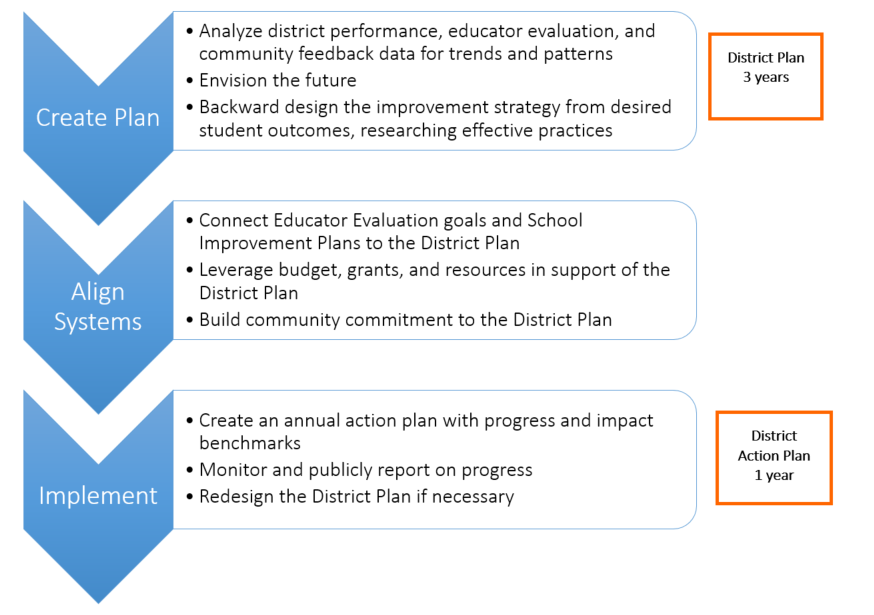 Create Plan
• Analyze district performance, educator evaluation, and
community feedback data for trends and patterns
• Envision the future
• Backward design the improvement strategy from desired
student outcomes, researching effective practices
District Plan
3 years
Align
Systems
• Connect Educator Evaluation goals and School
Improvement Plans to the District Plan
• Leverage budget, grants, and resources in support of the
District Plan
• Build community commitment to the District Plan
Implement
• Create an annual action plan with progress and impact
benchmarks
• Monitor and publicly report on progress
• Redesign the District Plan if necessary
District
Action Plan
1 year